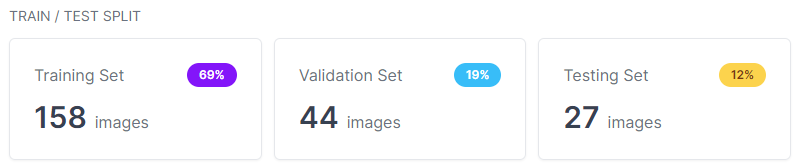 TRAIN / TEST SPLIT
Training Set 69%
158 images
Validation Set 19%
44 images
Testing Set 12%
27 images